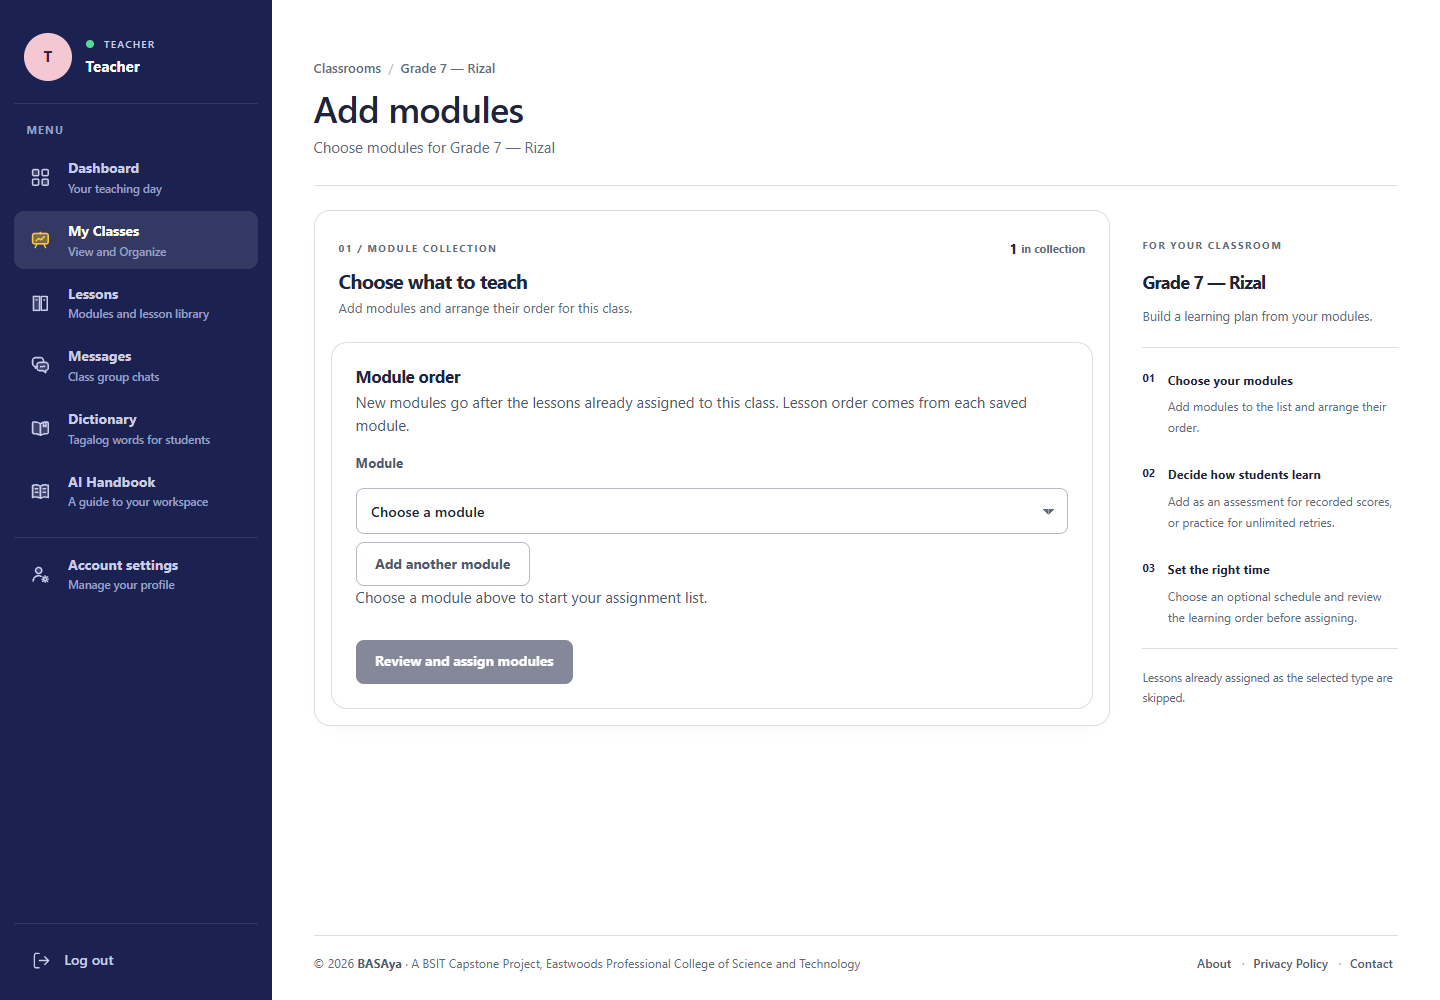 T
TEACHER
Teacher
MENU
Dashboard
Your teaching day
My Classes
View and Organize
Lessons
Modules and lesson library
Messages
Class group chats
Dictionary
Tagalog words for students
AI Handbook
A guide to your workspace
Account settings
Manage your profile
Log out
Classrooms / Grade 7 — Rizal
Add modules
Choose modules for Grade 7 — Rizal
01 / MODULE COLLECTION
1 in collection
Choose what to teach
Add modules and arrange their order for this class.
Module order
New modules go after the lessons already assigned to this class. Lesson order comes from each saved
module.
Module
Choose a module
Add another module
Choose a module above to start your assignment list.
Review and assign modules
FOR YOUR CLASSROOM
Grade 7 — Rizal
Build a learning plan from your modules.
01 Choose your modules
Add modules to the list and arrange their
order.
02 Decide how students learn
Add as an assessment for recorded scores,
or practice for unlimited retries.
03 Set the right time
Choose an optional schedule and review
the learning order before assigning.
Lessons already assigned as the selected type are
skipped.
© 2026 BASAya · A BSIT Capstone Project, Eastwoods Professional College of Science and Technology
About · Privacy Policy · Contact